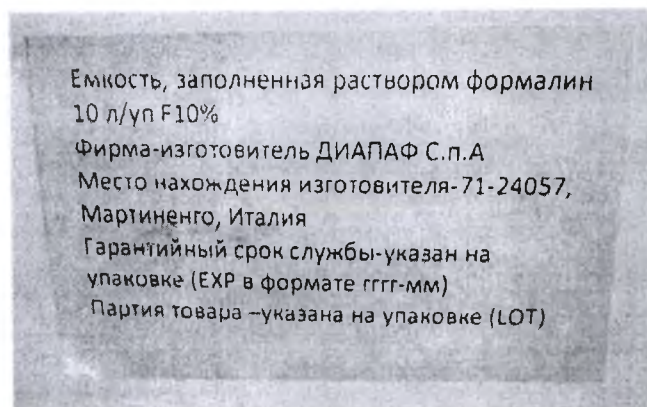 Емкость, заполненная раствором формалин
10 л/уп F10%
Фирма-изготовитель ДИАПАФ С.п.А
Место нахождения изготовителя-71-24057,
Мартиненго, Италия
Гарантийный срок службы-указан на
упаковке (EXP в формате гггг-мм)
Партия товара –указана на упаковке (LOT)